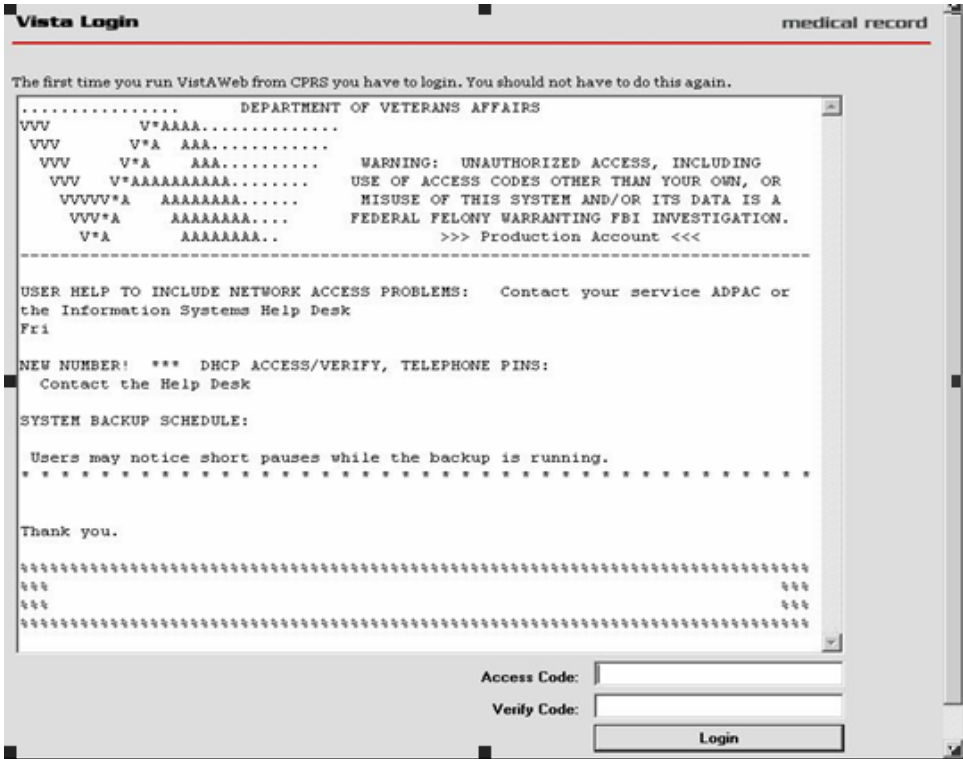 Vista Login
medical record
The first time you run VistAWeb from CPRS you have to login. You should not have to do this again.
................ DEPARTMENT OF VETERANS AFFAIRS
VVV V*AAAA..............
VVV V*A AAA............
VVV V*A AAA.......... WARNING: UNAUTHORIZED ACCESS, INCLUDING
VVV V*AAAAAAAAAA........ USE OF ACCESS CODES OTHER THAN YOUR OWN, OR
VVVVV*A AAAAAAAA...... MISUSE OF THIS SYSTEM AND/OR ITS DATA IS A
VVV*A AAAAAAAA.... FEDERAL FELONY WARRANTING FBI INVESTIGATION.
V*A AAAAAAAA.. >>> Production Account <<<
-------------------------------------------------------------------------------
USER HELP TO INCLUDE NETWORK ACCESS PROBLEMS: Contact your service ADPAC or
the Information Systems Help Desk
Fri
NEW NUMBER! *** DHCP ACCESS/VERIFY, TELEPHONE PINS:
Contact the Help Desk
SYSTEM BACKUP SCHEDULE:
Users may notice short pauses while the backup is running.
* * * * * * * * * * * * * * * * * * * * * * * * * * * * * * * * * * * * * * * *
Thank you.
%%%%%%%%%%%%%%%%%%%%%%%%%%%%%%%%%%%%%%%%%%%%%%%%%%%%%%%%%%%%%%%%%%%%%%%%%%%%%%%
%%% %%%
%%% %%%
%%%%%%%%%%%%%%%%%%%%%%%%%%%%%%%%%%%%%%%%%%%%%%%%%%%%%%%%%%%%%%%%%%%%%%%%%%%%%%%
Access Code:
Verify Code:
Login